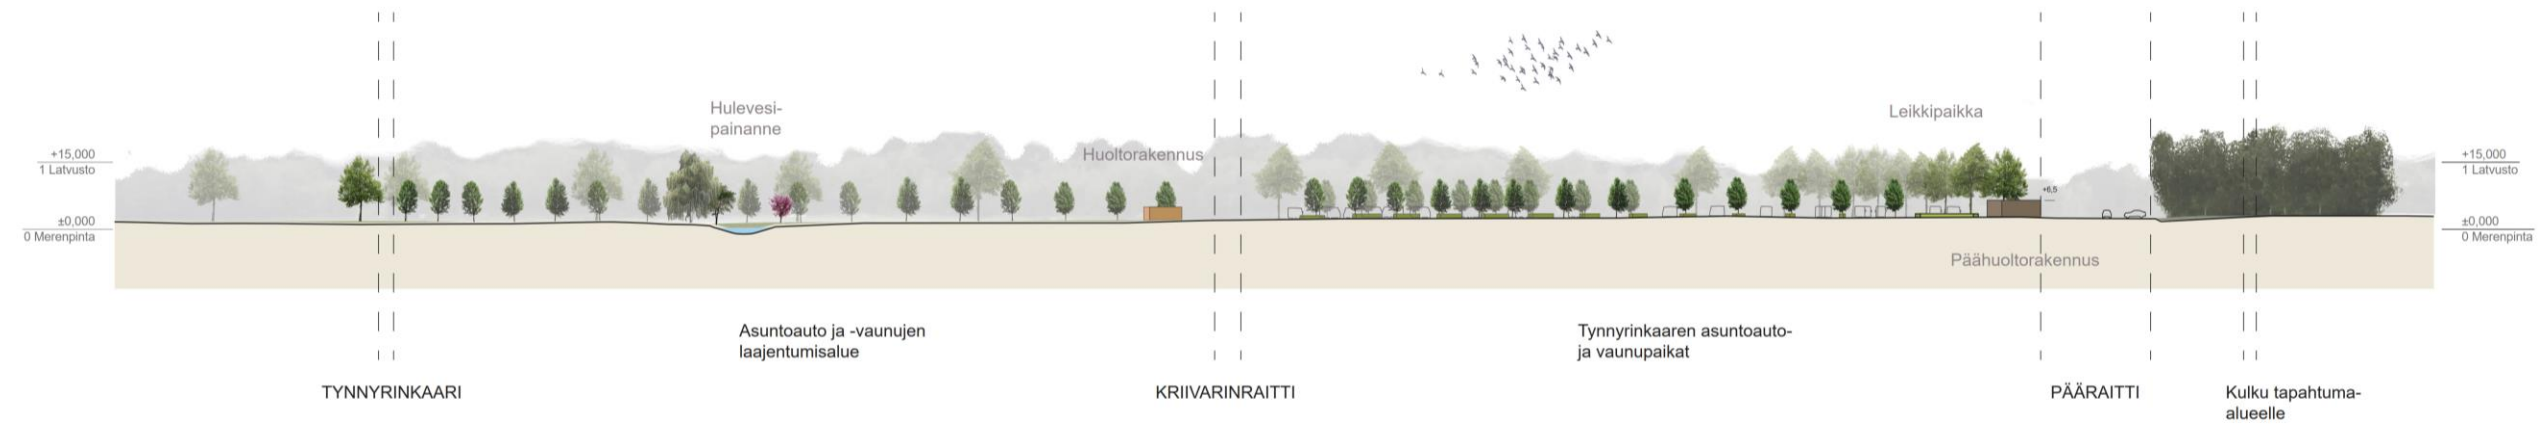 Hulevesi-
painanne
Leikkipaikka
Huoltorakennus
+15,000
1 Latvusto
±0,000
0 Merenpinta
+6,5
+15,000
1 Latvusto
±0,000
0 Merenpinta
Päähuoltorakennus
Asuntoauto ja -vaunujen
laajentumisalue
Tynnyrinkaaren asuntoauto-
ja vaunupaikat
TYNNYRINKAARI
KRIIVARINRAITTI
PÄÄRAITTI
Kulku tapahtuma-
alueelle